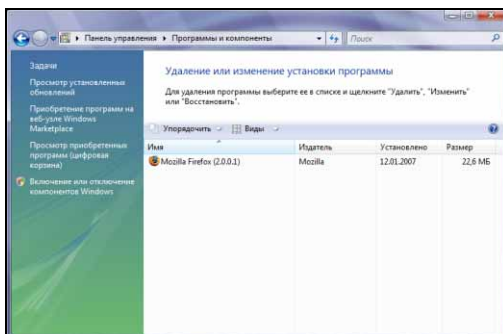 Панель управления ▸ Программы и компоненты
Поиск
Задачи
Просмотр установленных
обновлений
Приобретение программ на
веб-узле Windows
Marketplace
Просмотр приобретенных
программ (цифровая
корзина)
Включение или отключение
компонентов Windows
Удаление или изменение установки программы
Для удаления программы выберите ее в списке и щелкните "Удалить", "Изменить"
или "Восстановить".
Упорядочить Виды
Имя Издатель Установлено Размер
Mozilla Firefox (2.0.0.1) Mozilla 12.01.2007 22,6 МБ